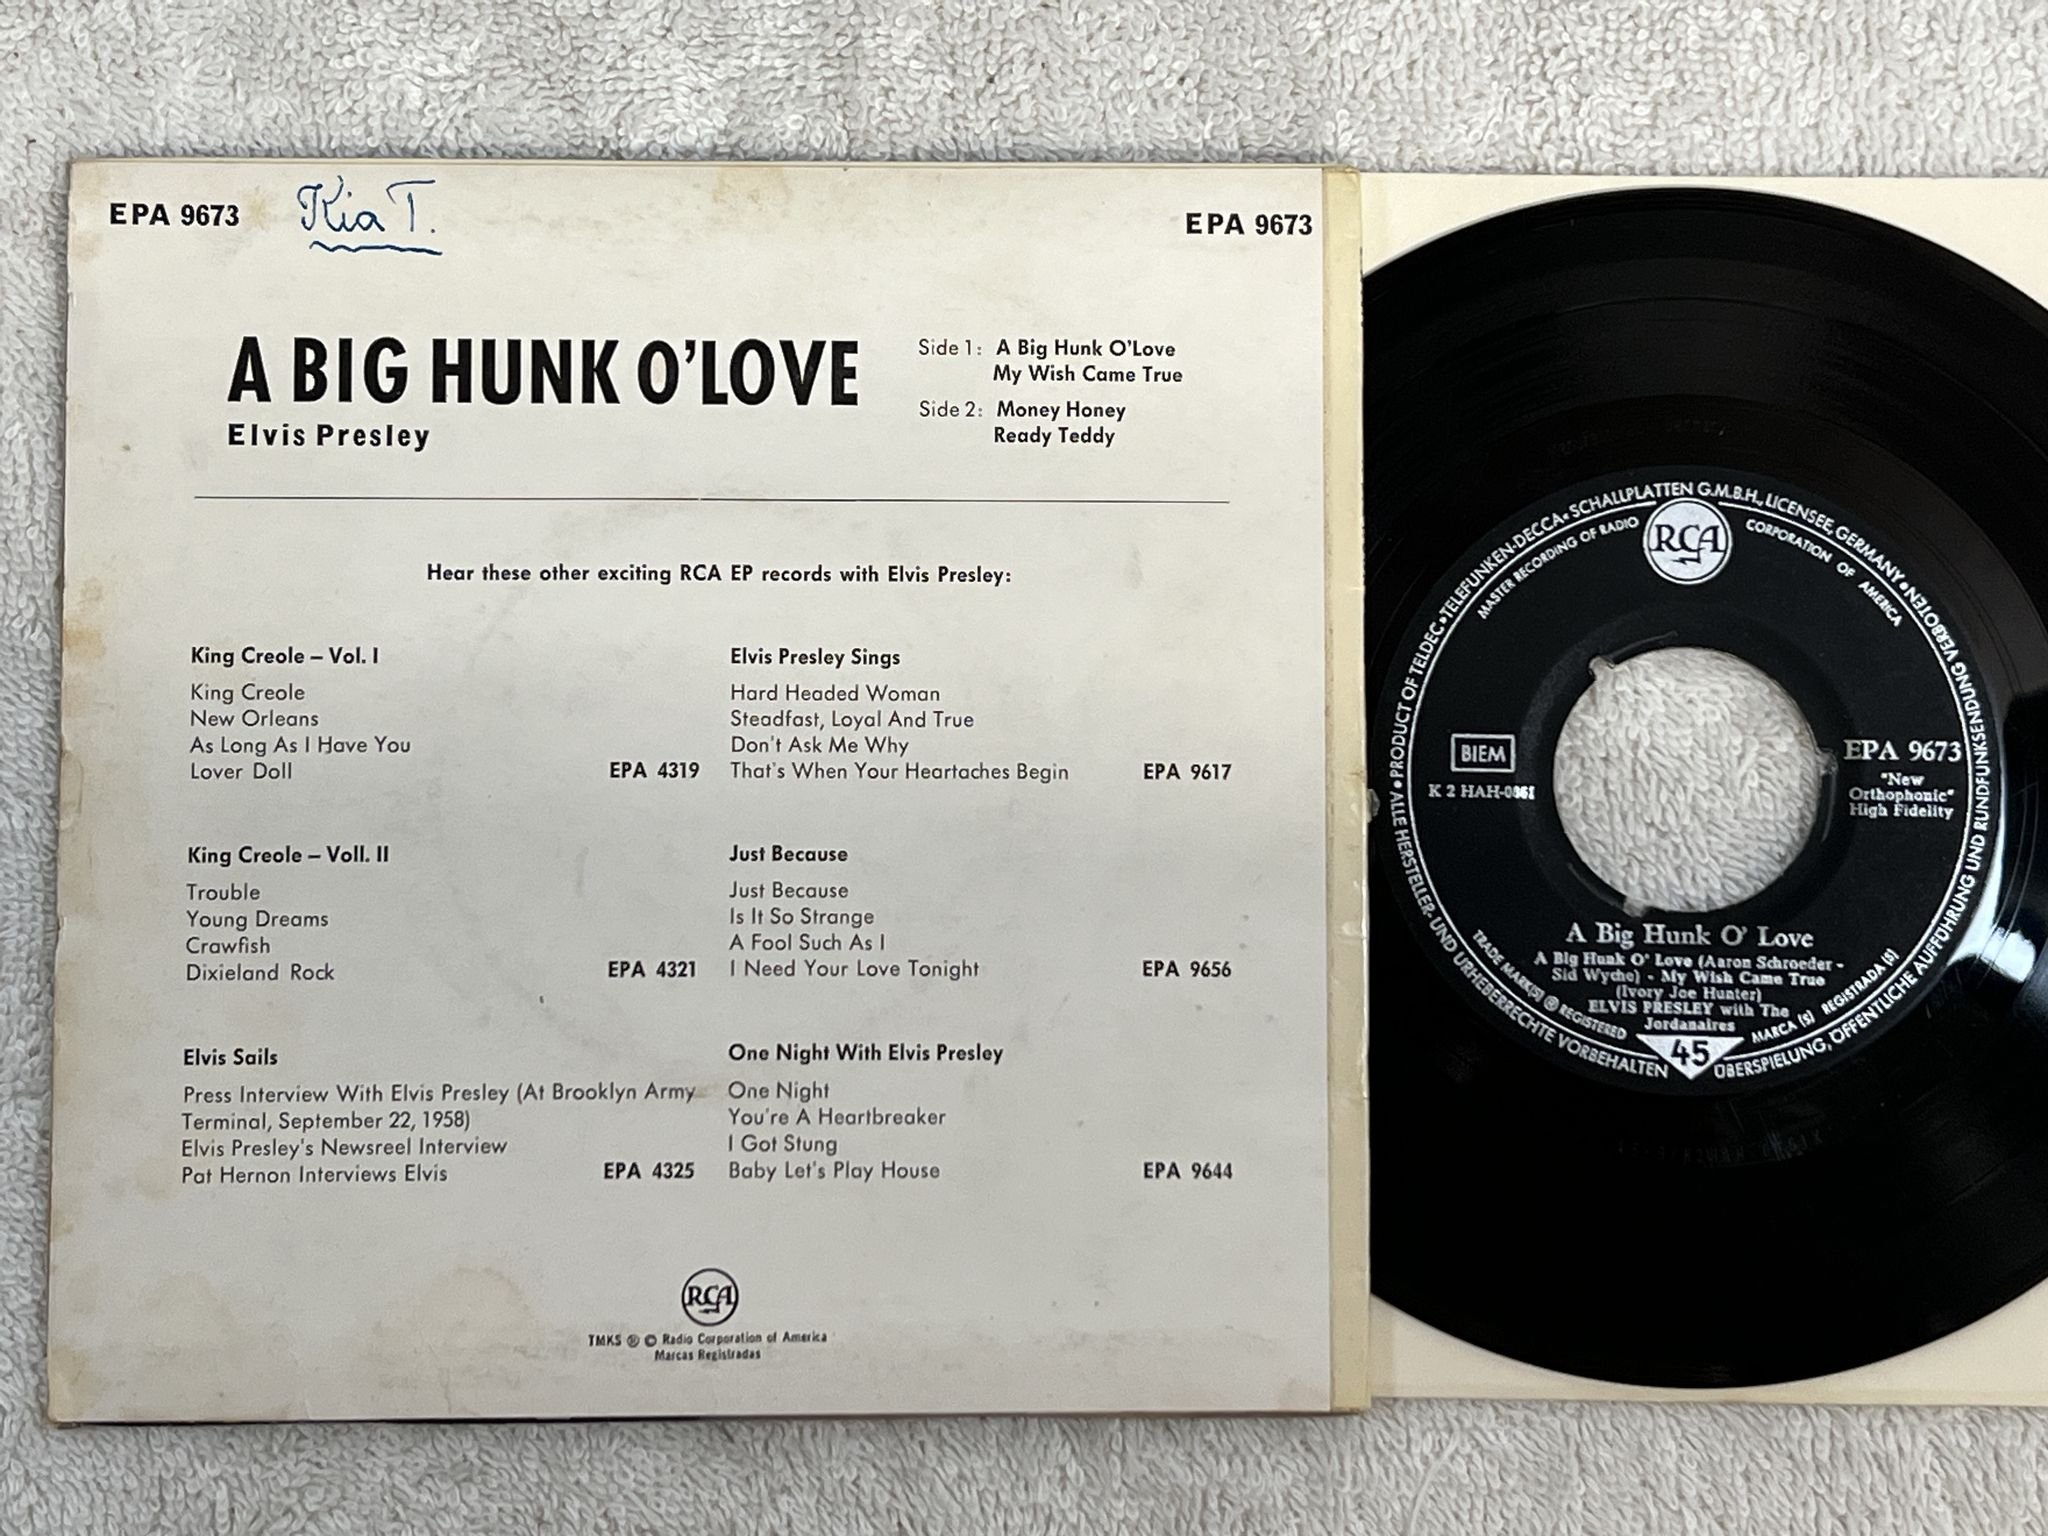 EPA 9673
Kia T.
EPA 9673
A BIG HUNK O'LOVE
Elvis Presley
Side 1: A Big Hunk O'Love
My Wish Came True
Side 2: Money Honey
Ready Teddy
Hear these other exciting RCA EP records with Elvis Presley:
King Creole – Vol. I
King Creole
New Orleans
As Long As I Have You
Lover Doll EPA 4319
King Creole – Voll. II
Trouble
Young Dreams
Crawfish
Dixieland Rock EPA 4321
Elvis Sails
Press Interview With Elvis Presley (At Brooklyn Army
Terminal, September 22, 1958)
Elvis Presley's Newsreel Interview
Pat Hernon Interviews Elvis EPA 4325
Elvis Presley Sings
Hard Headed Woman
Steadfast, Loyal And True
Don't Ask Me Why
That's When Your Heartaches Begin EPA 9617
Just Because
Just Because
Is It So Strange
A Fool Such As I
I Need Your Love Tonight EPA 9656
One Night With Elvis Presley
One Night
You're A Heartbreaker
I Got Stung
Baby Let's Play House EPA 9644
RCA
TMKS ® © Radio Corporation of America
Marcas Registradas
• PRODUCT OF TELDEC • TELEFUNKEN-DECCA • SCHALLPLATTEN G.M.B.H., LICENSEE, GERMANY •
VERBOTEN
ALLE HERSTELLER- UND URHEBERRECHTE VORBEHALTEN
ÜBERSPIELUNG, ÖFFENTLICHE AUFFÜHRUNG UND RUNDFUNKSENDUNG
MASTER RECORDING OF RADIO
RCA
CORPORATION OF AMERICA
BIEM
K 2 HAH-
EPA 9673
"New
Orthophonic"
High Fidelity
A Big Hunk O' Love
A Big Hunk O' Love (Aaron Schroeder -
Sid Wyche) - My Wish Came True
(Ivory Joe Hunter)
ELVIS PRESLEY with The
Jordanaires
TRADE MARK(S) ® REGISTERED
MARCA (S) REGISTRADA (S)
45